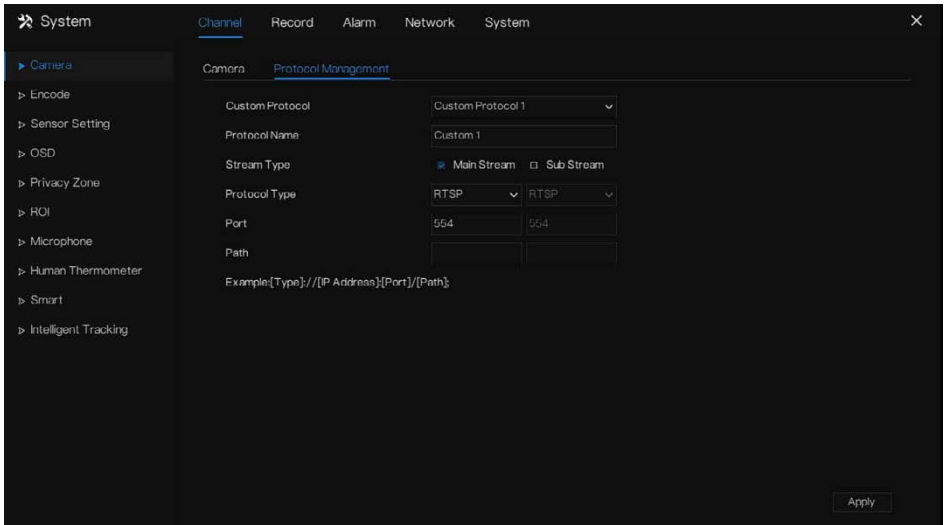 System Channel Record Alarm Network System
Camera
Encode
Sensor Setting
OSD
Privacy Zone
ROI
Microphone
Human Thermometer
Smart
Intelligent Tracking
Camera Protocol Management
Custom Protocol Custom Protocol 1
Protocol Name Custom 1
Stream Type Main Stream Sub Stream
Protocol Type RTSP RTSP
Port 554 554
Path
Example:[Type]://[IP Address]:[Port]/[Path];
Apply